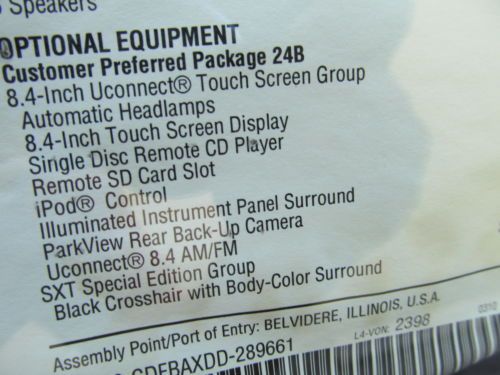 Speakers
OPTIONAL EQUIPMENT
Customer Preferred Package 24B
8.4-Inch Uconnect® Touch Screen Group
Automatic Headlamps
8.4-Inch Touch Screen Display
Single Disc Remote CD Player
Remote SD Card Slot
iPod® Control
Illuminated Instrument Panel Surround
ParkView Rear Back-Up Camera
Uconnect® 8.4 AM/FM
SXT Special Edition Group
Black Crosshair with Body-Color Surround
Assembly Point/Port of Entry: BELVIDERE, ILLINOIS, U.S.A.
0310
L4-VON: 2398
CDFBAXDD-289661